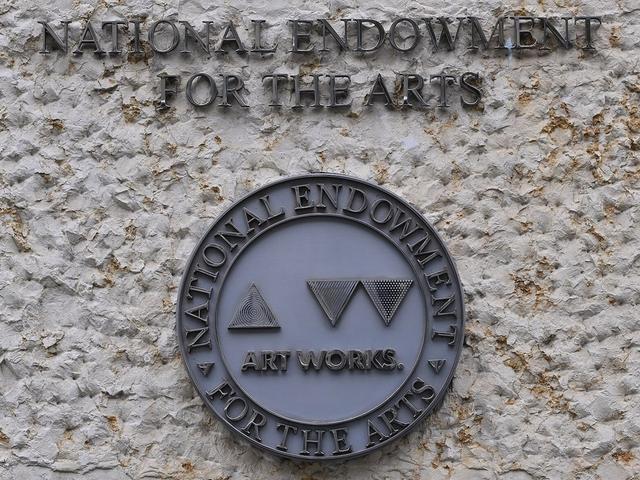 NATIONAL ENDOWMENT
FOR THE ARTS
NATIONAL ENDOWMENT
ART WORKS.
FOR THE ARTS